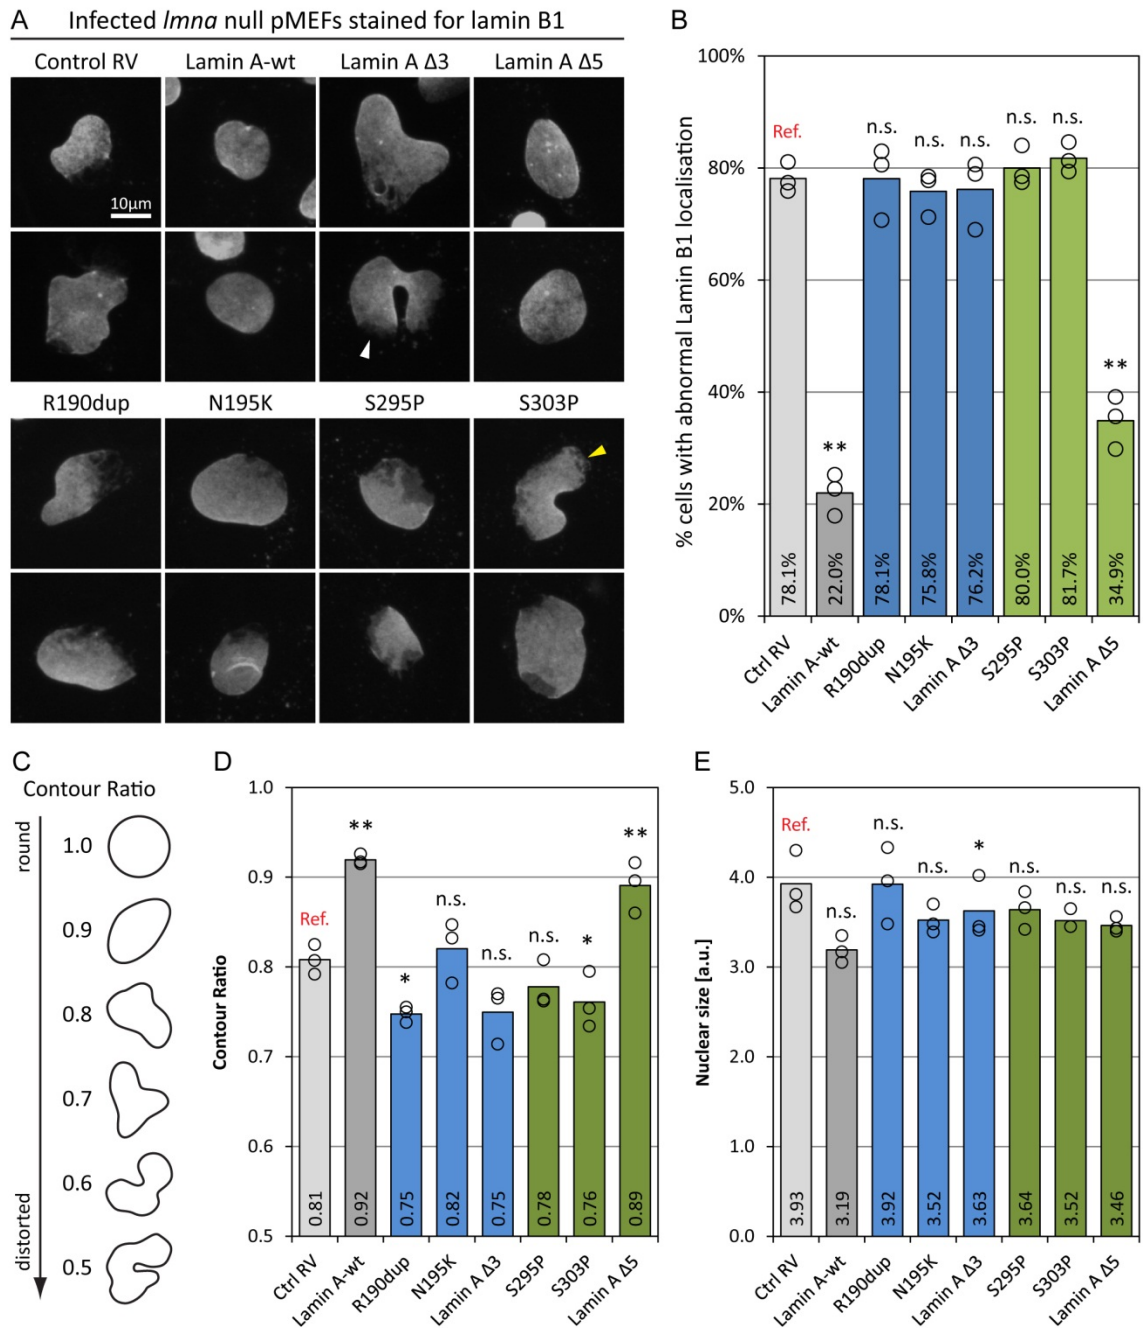 A Infected lmna null pMEFs stained for lamin B1
Control RV Lamin A-wt Lamin A Δ3 Lamin A Δ5
10µm
R190dup N195K S295P S303P
B
% cells with abnormal Lamin B1 localisation
100%
80%
60%
40%
20%
0%
Ref.
**
n.s.
n.s.
n.s.
n.s.
n.s.
**
78.1%
22.0%
78.1%
75.8%
76.2%
80.0%
81.7%
34.9%
Ctrl RV
Lamin A-wt
R190dup
N195K
Lamin A Δ3
S295P
S303P
Lamin A Δ5
C
Contour Ratio
round
1.0
0.9
0.8
0.7
0.6
0.5
distorted
D
Contour Ratio
1.0
0.9
0.8
0.7
0.6
0.5
Ref.
**
*
n.s.
n.s.
n.s.
*
**
0.81
0.92
0.75
0.82
0.75
0.78
0.76
0.89
Ctrl RV
Lamin A-wt
R190dup
N195K
Lamin A Δ3
S295P
S303P
Lamin A Δ5
E
Nuclear size [a.u.]
5.0
4.0
3.0
2.0
1.0
0.0
Ref.
n.s.
n.s.
n.s.
*
n.s.
n.s.
n.s.
3.93
3.19
3.92
3.52
3.63
3.64
3.52
3.46
Ctrl RV
Lamin A-wt
R190dup
N195K
Lamin A Δ3
S295P
S303P
Lamin A Δ5